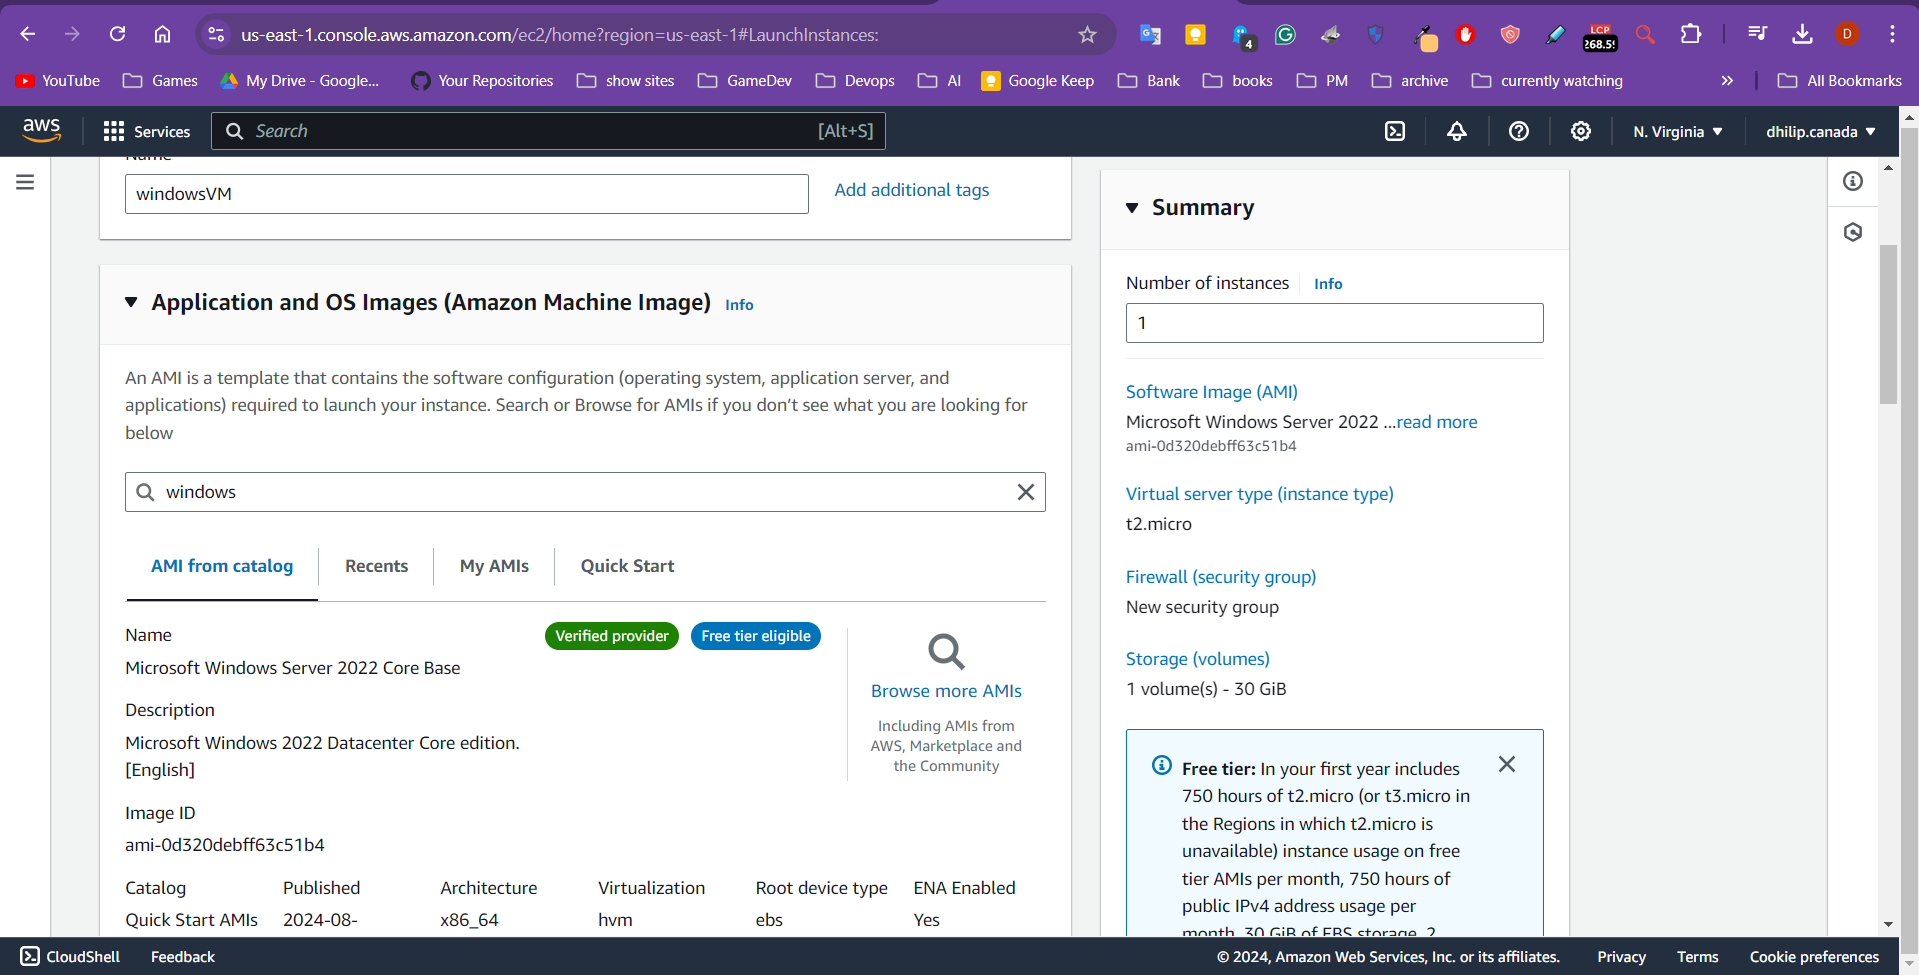 us-east-1.console.aws.amazon.com/ec2/home?region=us-east-1#LaunchInstances:
4
LCP
268.59
D
YouTube
Games
My Drive - Google...
Your Repositories
show sites
GameDev
Devops
AI
Google Keep
Bank
books
PM
archive
currently watching
»
All Bookmarks
aws
Services
Search
[Alt+S]
N. Virginia
dhilip.canada
Name
windowsVM
Add additional tags
Application and OS Images (Amazon Machine Image)
Info
An AMI is a template that contains the software configuration (operating system, application server, and
applications) required to launch your instance. Search or Browse for AMIs if you don’t see what you are looking for
below
windows
AMI from catalog
Recents
My AMIs
Quick Start
Name
Verified provider
Free tier eligible
Microsoft Windows Server 2022 Core Base
Description
Microsoft Windows 2022 Datacenter Core edition.
[English]
Image ID
ami-0d320debff63c51b4
Browse more AMIs
Including AMIs from
AWS, Marketplace and
the Community
Catalog
Published
Architecture
Virtualization
Root device type
ENA Enabled
Quick Start AMIs
2024-08-
x86_64
hvm
ebs
Yes
Summary
Number of instances
Info
1
Software Image (AMI)
Microsoft Windows Server 2022 ...read more
ami-0d320debff63c51b4
Virtual server type (instance type)
t2.micro
Firewall (security group)
New security group
Storage (volumes)
1 volume(s) - 30 GiB
Free tier: In your first year includes
750 hours of t2.micro (or t3.micro in
the Regions in which t2.micro is
unavailable) instance usage on free
tier AMIs per month, 750 hours of
public IPv4 address usage per
month, 30 GiB of EBS storage, 2
CloudShell
Feedback
© 2024, Amazon Web Services, Inc. or its affiliates.
Privacy
Terms
Cookie preferences